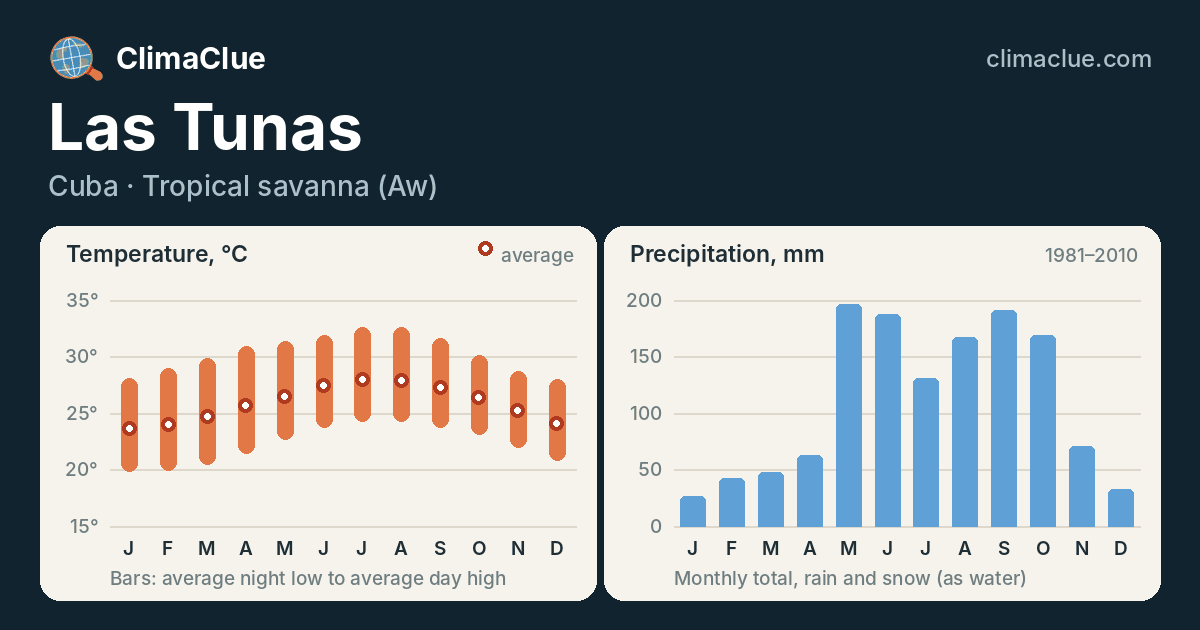 ClimaClue
climaclue.com
Las Tunas
Cuba · Tropical savanna (Aw)
Temperature, °C
average
35°
30°
25°
20°
15°
J F M A M J J A S O N D
Bars: average night low to average day high
Precipitation, mm
1981–2010
200
150
100
50
0
J F M A M J J A S O N D
Monthly total, rain and snow (as water)